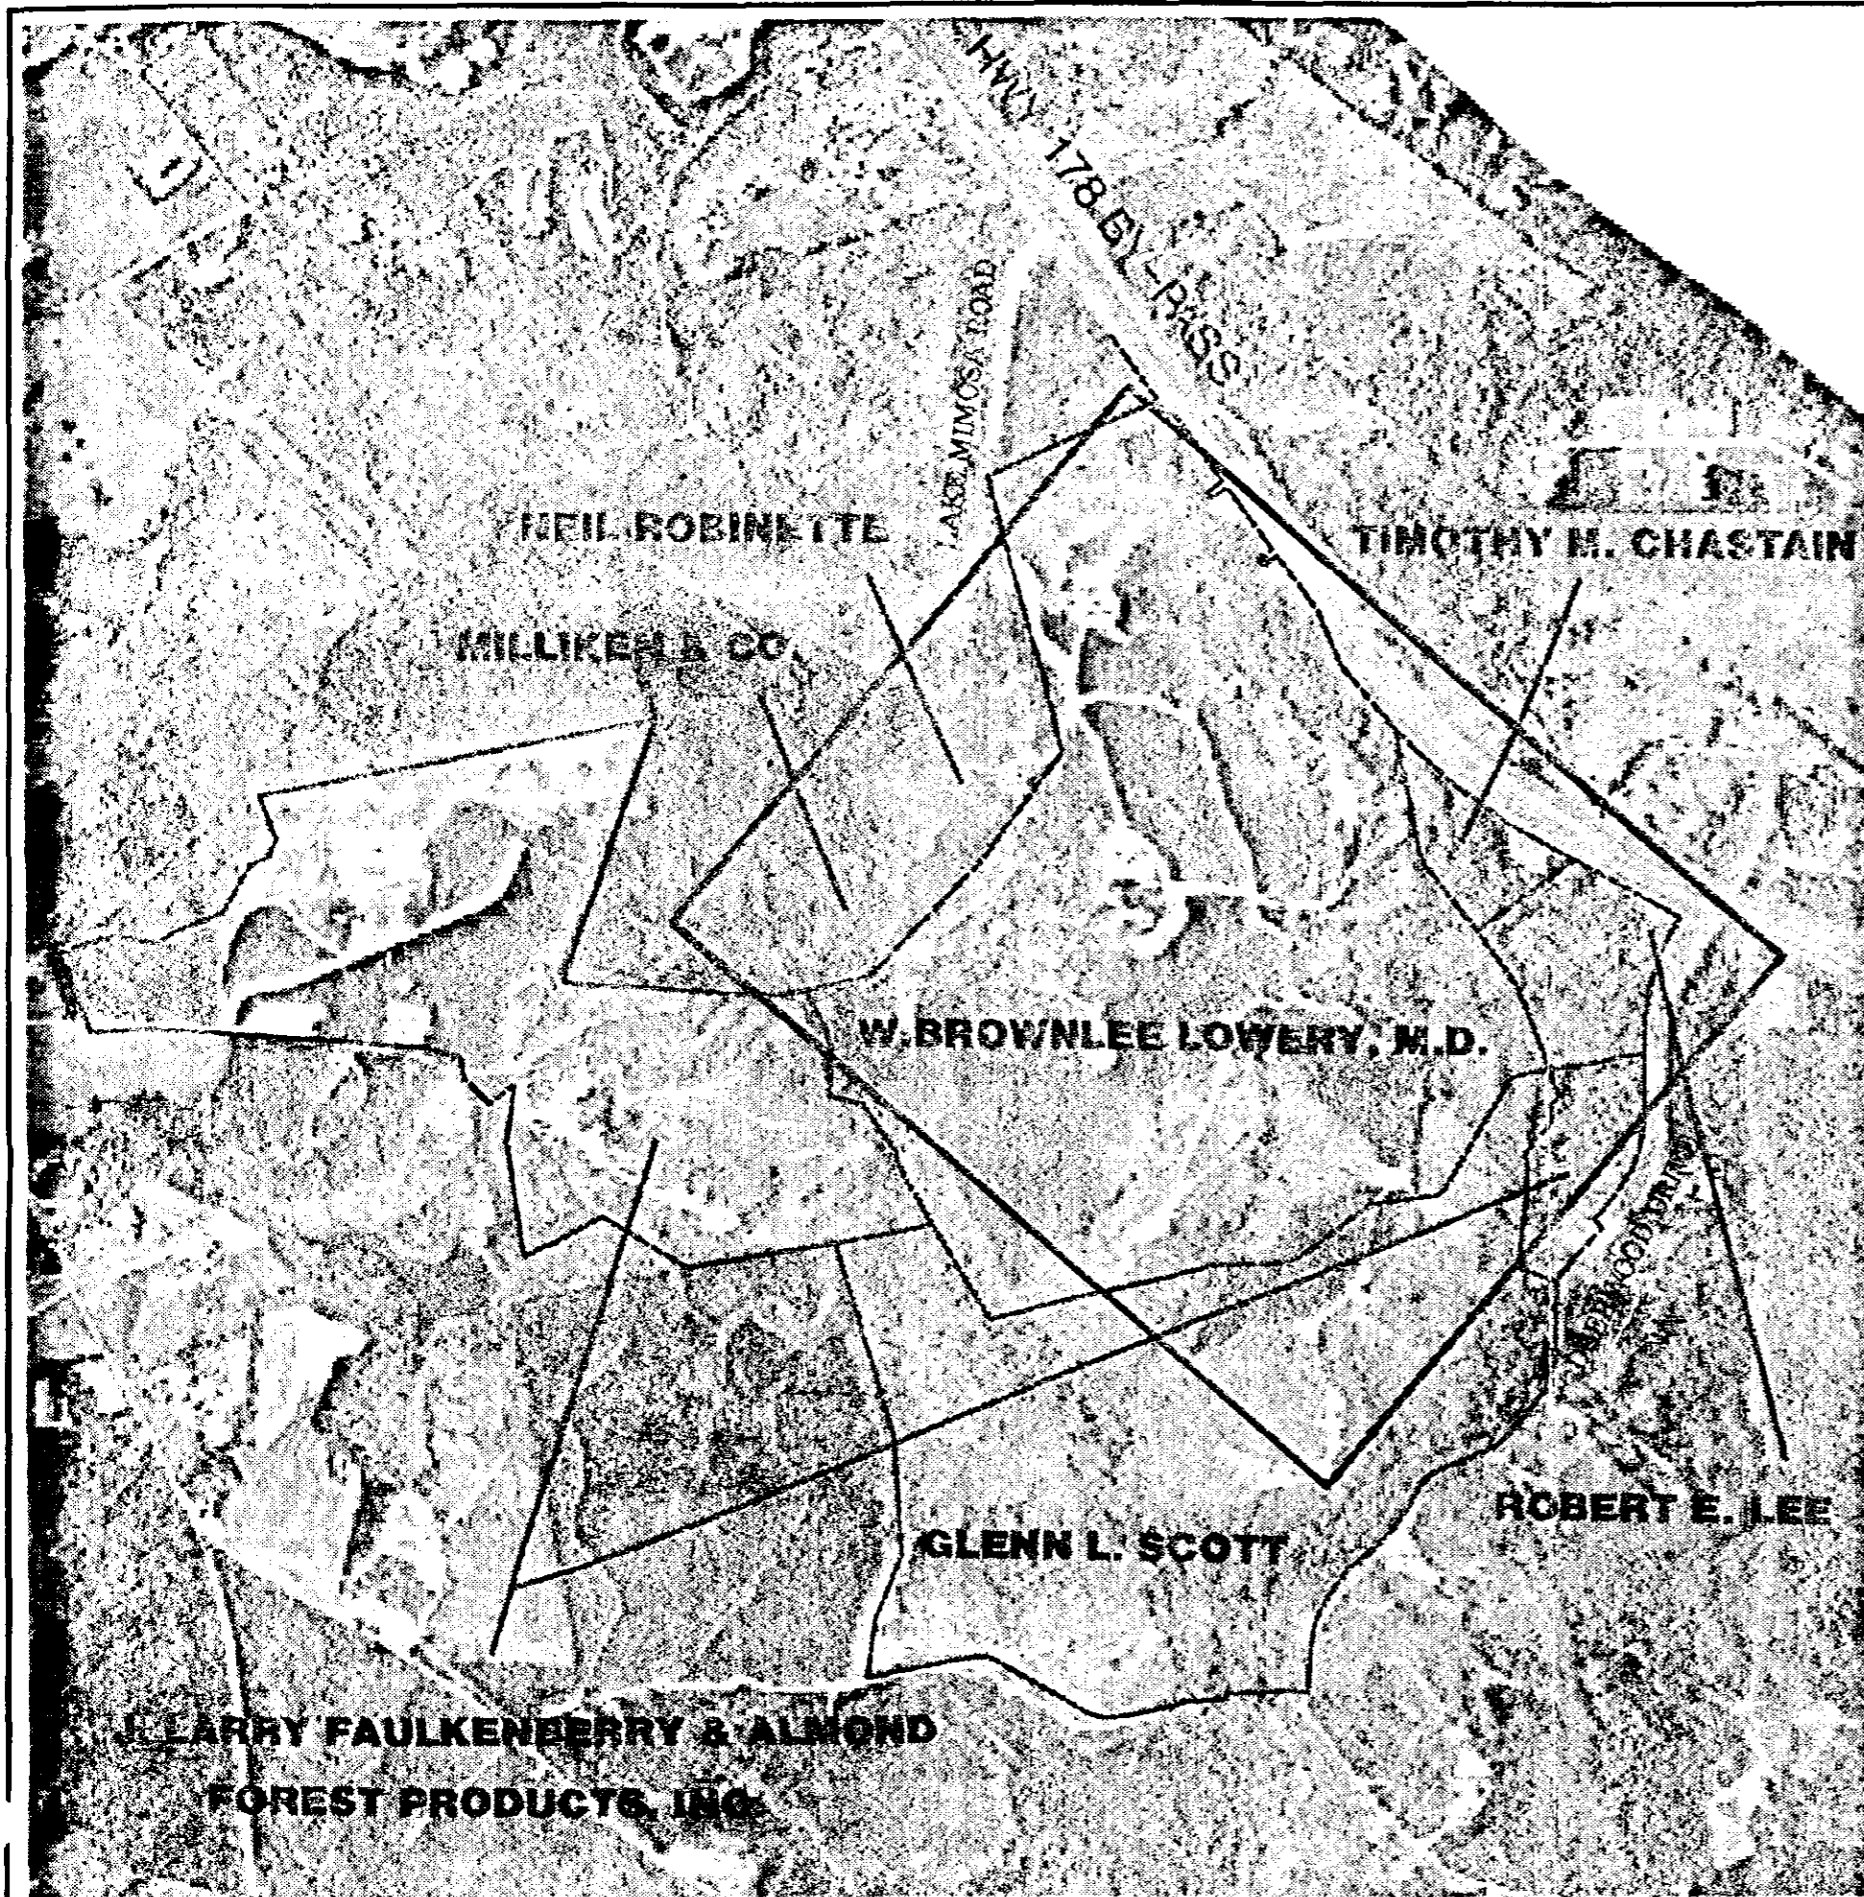 HWY 178 BY-PASS
LAKE MIMOSA ROAD
NEIL ROBINETTE
TIMOTHY M. CHASTAIN
MILLIKEN & CO.
W. BROWNLEE LOWERY, M.D.
DRIVE
ROBERT E. LEE
GLENN L. SCOTT
LARRY FAULKENBERRY & ALMOND
FOREST PRODUCTS, INC.